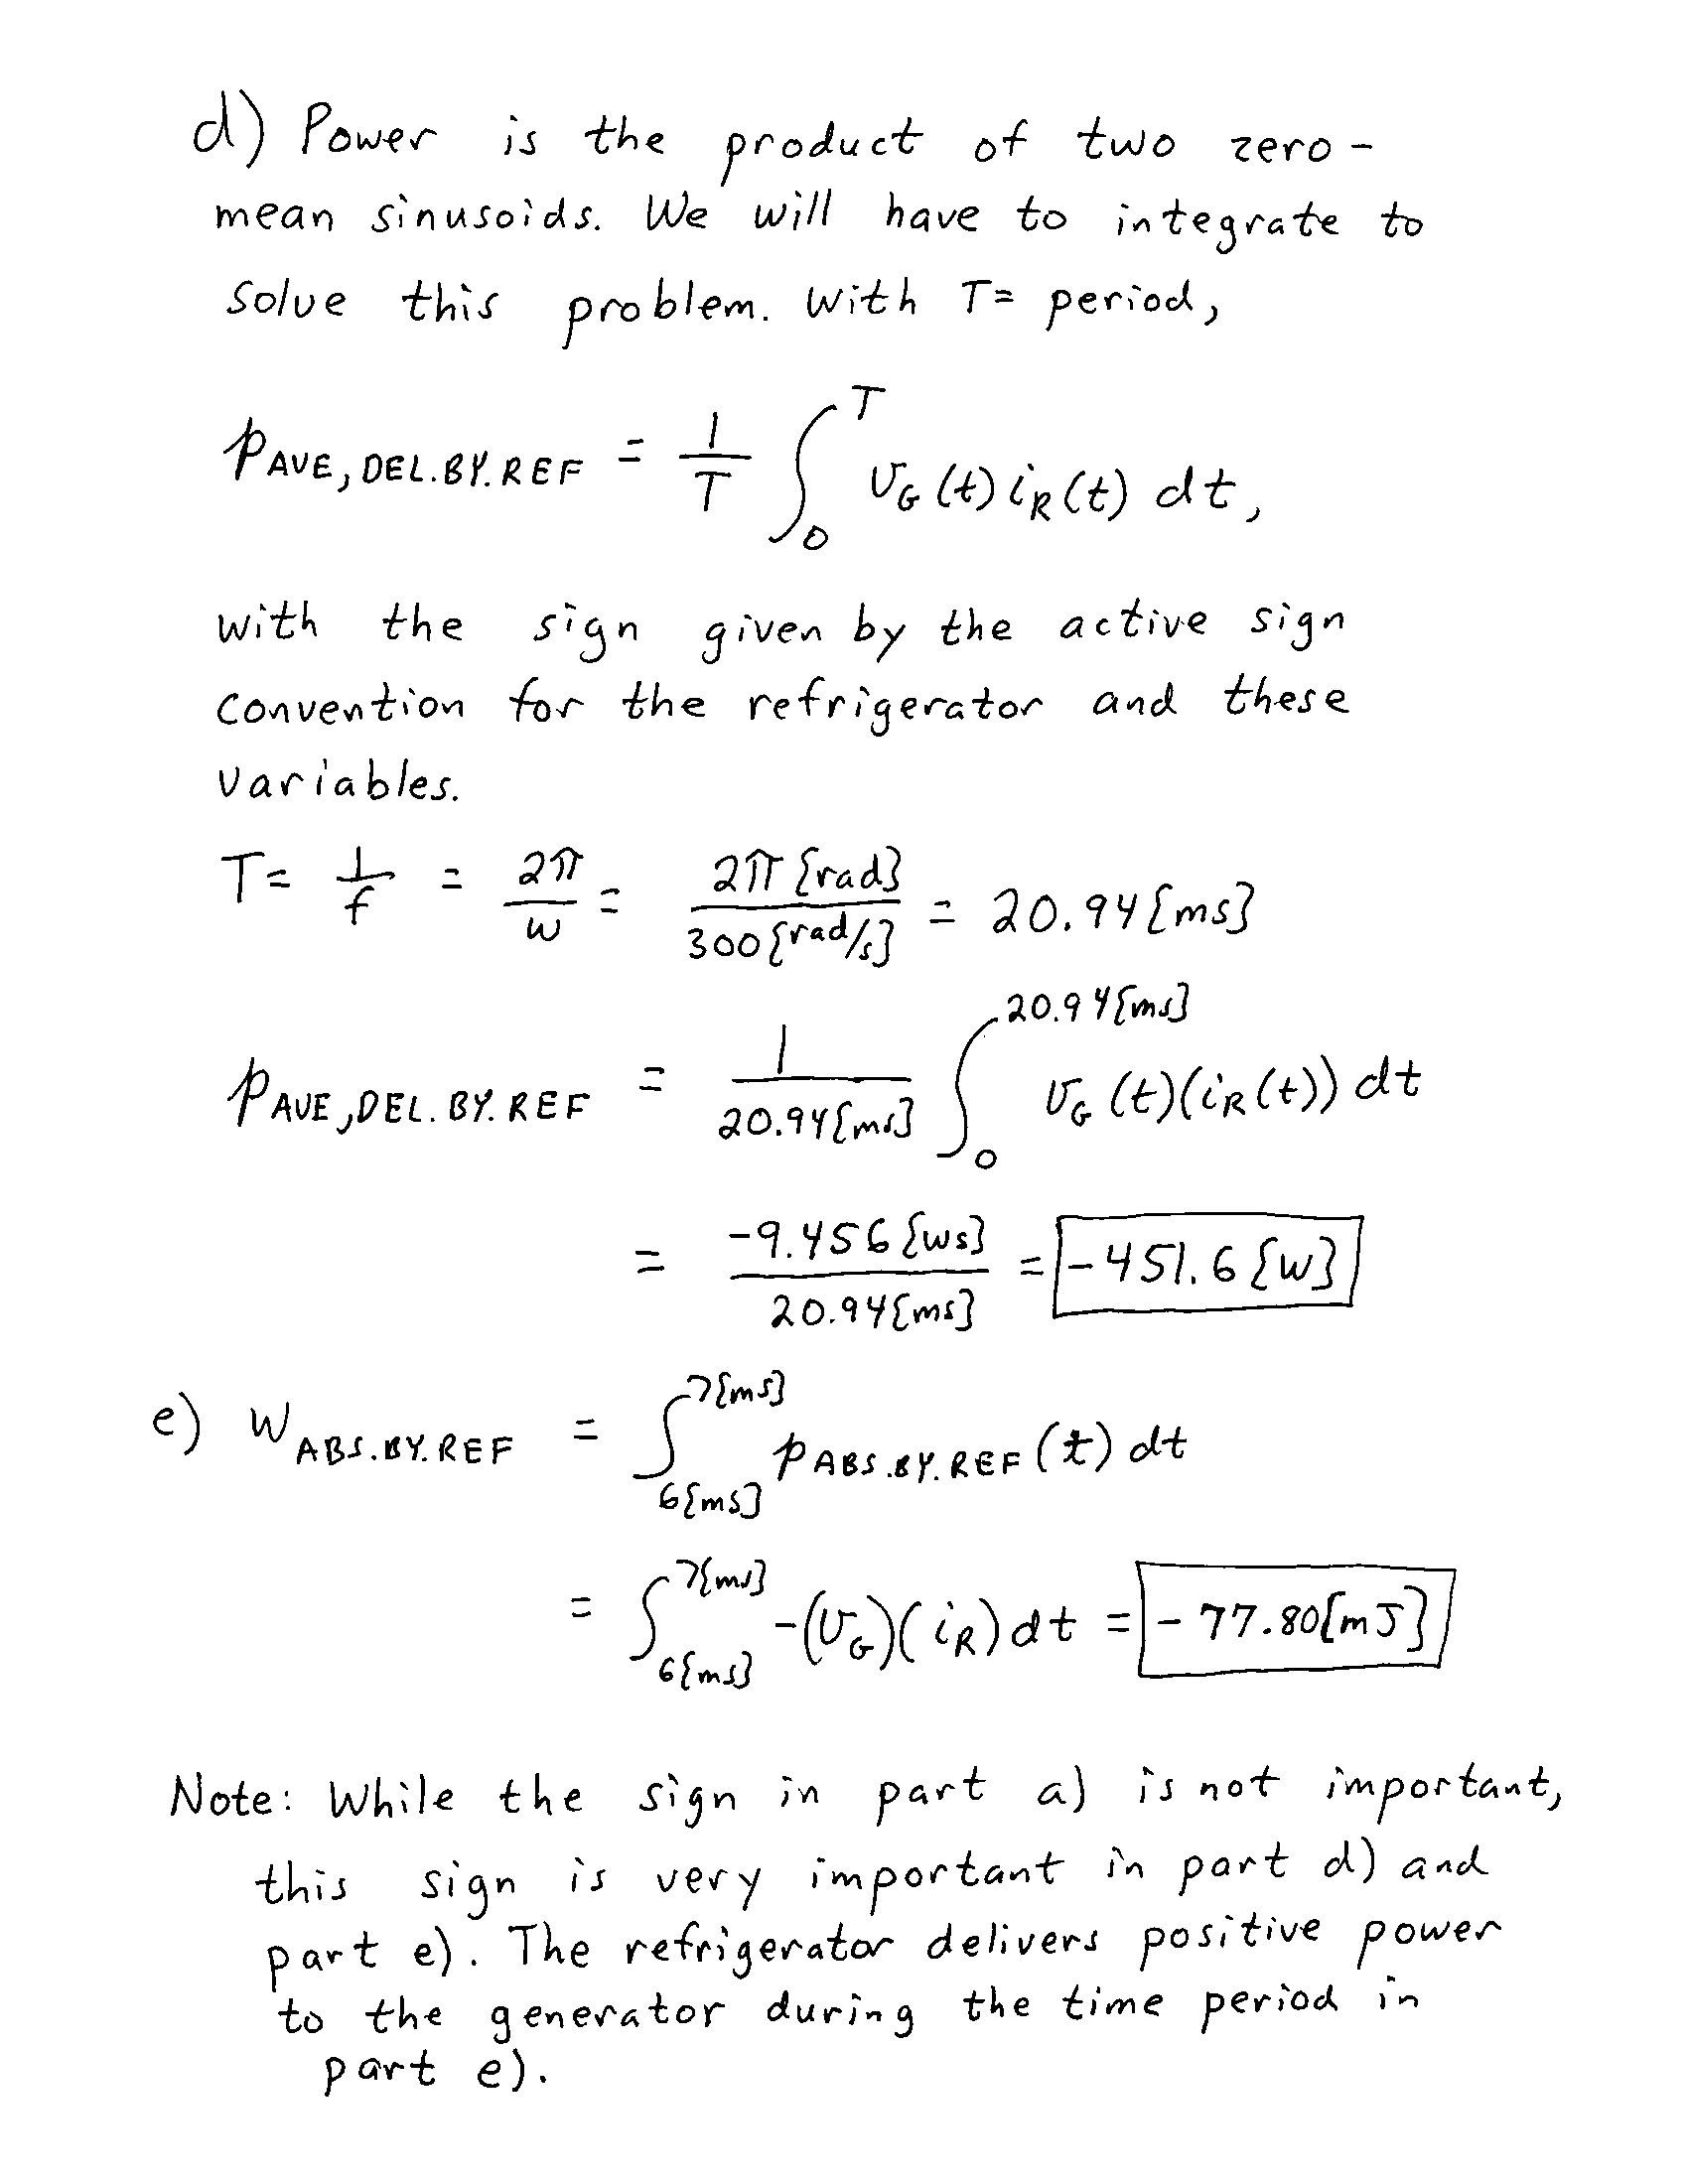 d) Power is the product of two zero-
mean sinusoids. We will have to integrate to
solve this problem. With T= period,
p_AVE,DEL.BY.REF = 1/T ∫_0^T v_G(t) i_R(t) dt,
with the sign given by the active sign
convention for the refrigerator and these
variables.
T= 1/f = 2π/ω = 2π{rad}/300{rad/s} = 20.94{ms}
p_AVE,DEL.BY.REF = 1/20.94{ms} ∫_0^20.94{ms} v_G(t)(i_R(t)) dt
= -9.456{Ws}/20.94{ms} = -451.6{W}
e) w_ABS.BY.REF = ∫_6[ms]^7[ms] p_ABS.BY.REF(t) dt
= ∫_6[ms]^7[ms] -(v_G)(i_R)dt = -77.80[mJ]
Note: While the sign in part a) is not important,
this sign is very important in part d) and
part e). The refrigerator delivers positive power
to the generator during the time period in
part e).